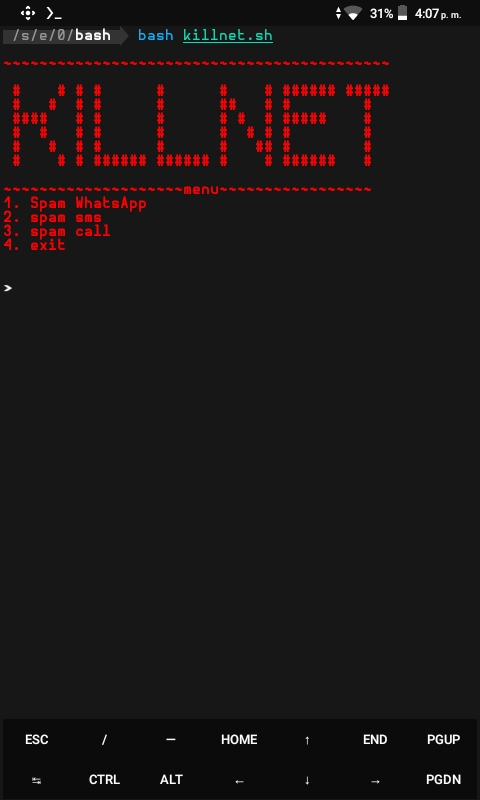 31% 4:07 p. m.
/s/e/0/bash bash killnet.sh
~~~~~~~~~~~~~~~~~~~~~~~~~~~~~~~~~~~~~~~~~~~
KILLNET
~~~~~~~~~~~~~~~~~~~~menu~~~~~~~~~~~~~~~~~
1. Spam WhatsApp
2. spam sms
3. spam call
4. exit
>
ESC / — HOME ↑ END PGUP
↹ CTRL ALT ← ↓ → PGDN